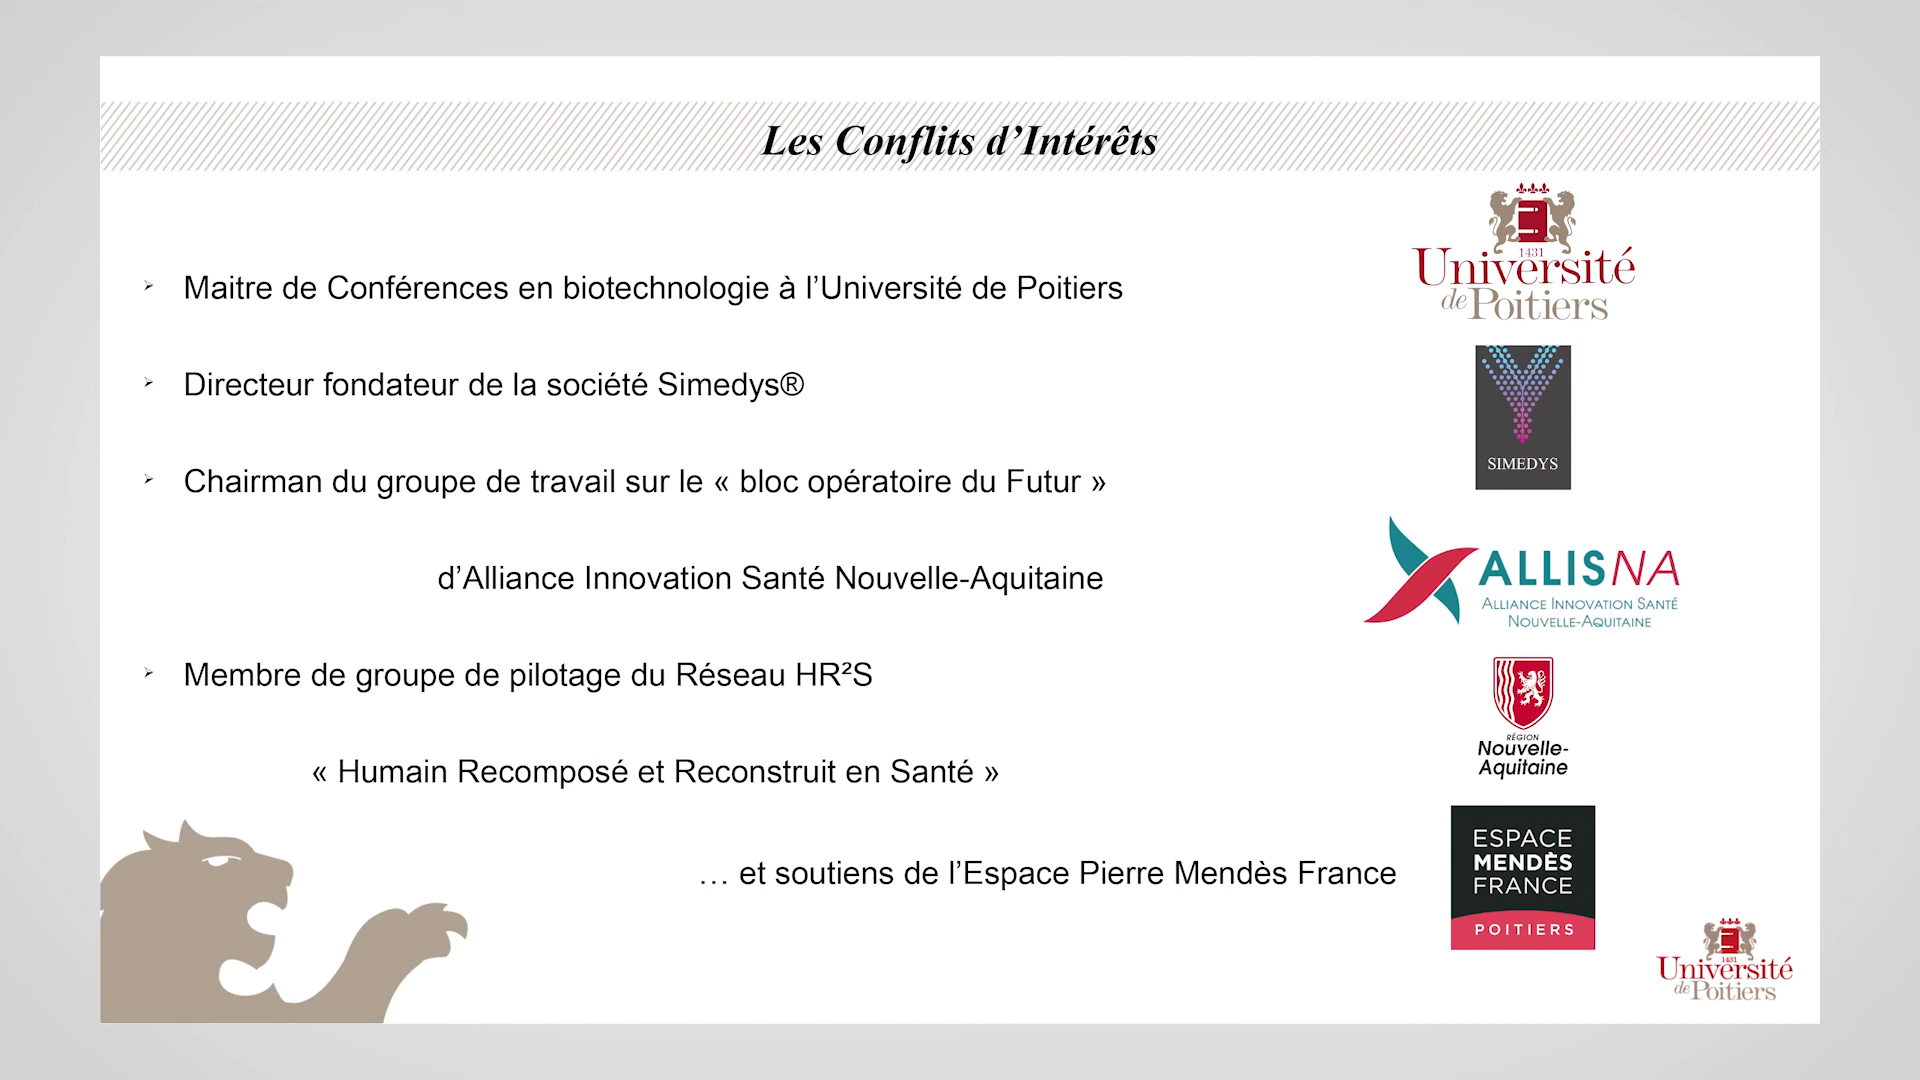 Les Conflits d’Intérêts
Maitre de Conférences en biotechnologie à l’Université de Poitiers
1431
Université
de Poitiers
Directeur fondateur de la société Simedys®
SIMEDYS
Chairman du groupe de travail sur le « bloc opératoire du Futur »
d’Alliance Innovation Santé Nouvelle-Aquitaine
ALLISNA
ALLIANCE INNOVATION SANTÉ
NOUVELLE-AQUITAINE
Membre de groupe de pilotage du Réseau HR²S
« Humain Recomposé et Reconstruit en Santé »
RÉGION
Nouvelle-
Aquitaine
… et soutiens de l’Espace Pierre Mendès France
ESPACE
MENDÈS
FRANCE
POITIERS
1431
Université
de Poitiers